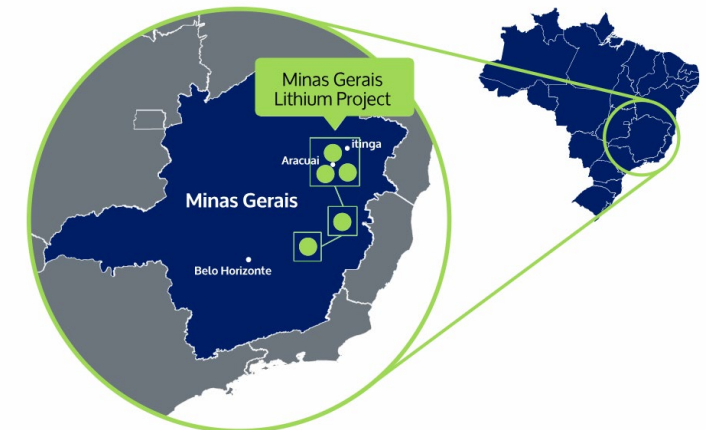 Minas Gerais
Lithium Project
itinga
Aracuai
Minas Gerais
Belo Horizonte